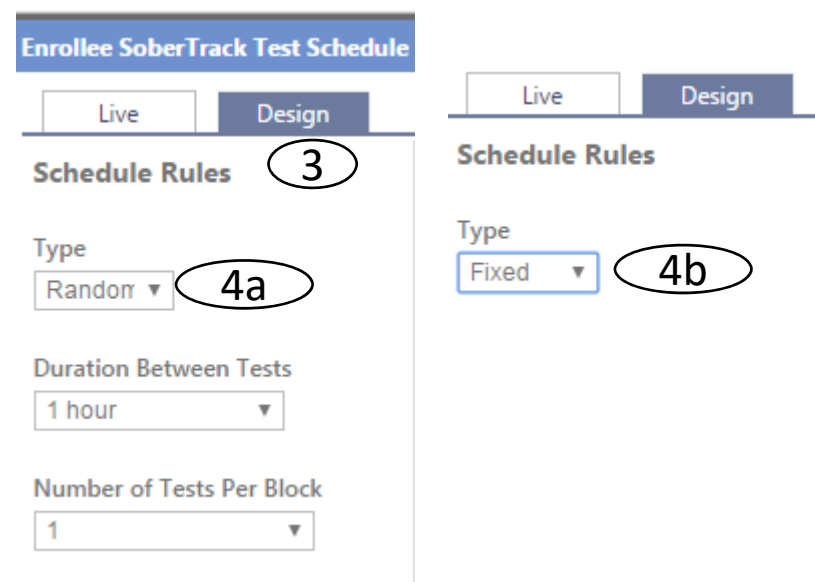 Enrollee SoberTrack Test Schedule
Live Design
Schedule Rules 3
Type
Random 4a
Duration Between Tests
1 hour
Number of Tests Per Block
1
Live Design
Schedule Rules
Type
Fixed 4b